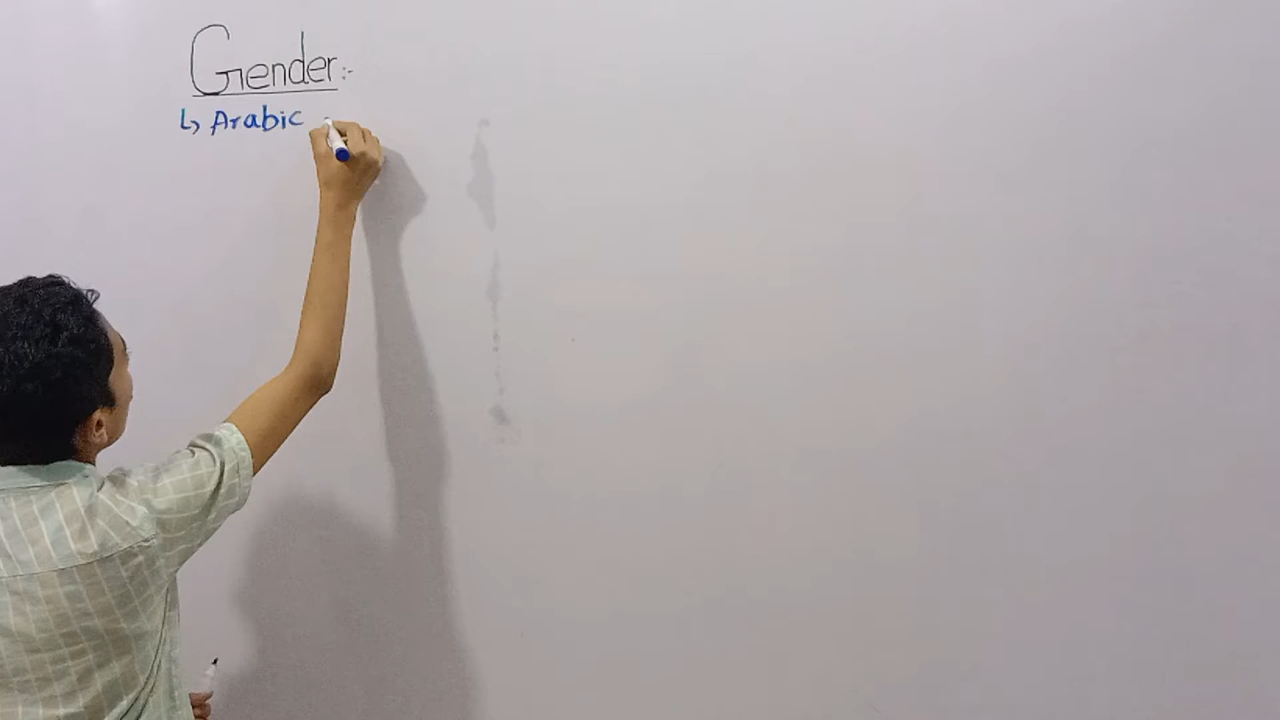 Gender :-
↳ Arabic